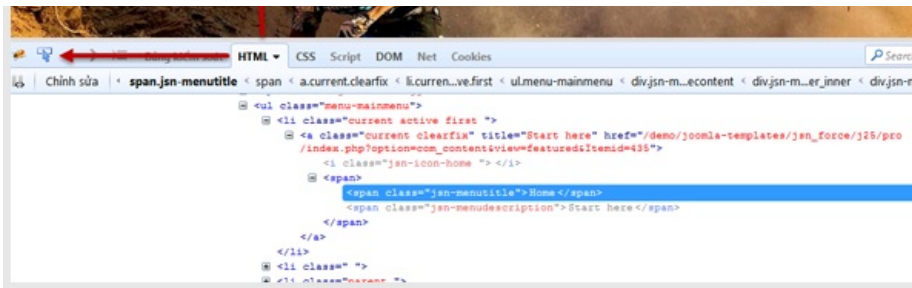 HTML CSS Script DOM Net Cookies Searc
Chỉnh sửa < span.jsn-menutitle < span < a.current.clearfix < li.curren...ve.first < ul.menu-mainmenu < div.jsn-m...econtent < div.jsn-m...er_inner < div.jsn-m
<ul class="menu-mainmenu">
<li class="current active first ">
<a class="current clearfix" title="Start here" href="/demo/joomla-templates/jsn_force/j25/pro
/index.php?option=com_content&view=featured&Itemid=435">
<i class="jsn-icon-home "></i>
<span>
<span class="jsn-menutitle">Home</span>
<span class="jsn-menudescription">Start here</span>
</span>
</a>
</li>
<li class=" ">
<li class="parent ">